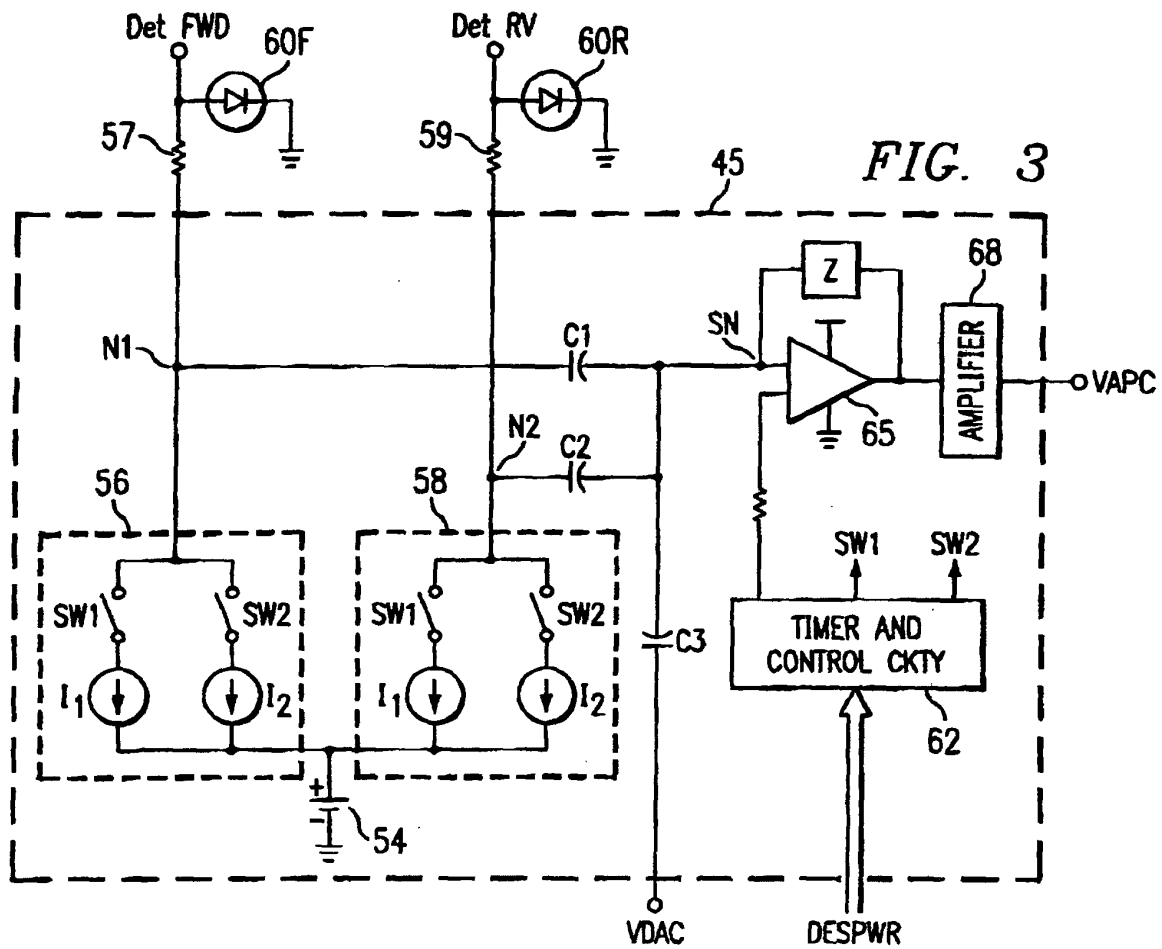 Det FWD
Det RV
60F
60R
57
59
FIG. 3
45
Z
68
SN
C1
N1
AMPLIFIER
VAPC
65
N2
C2
56
58
SW1
SW2
SW1
SW2
SW1
SW2
C3
TIMER AND
CONTROL CKTY
I1
I2
I1
I2
62
+
-
54
VDAC
DESPWR